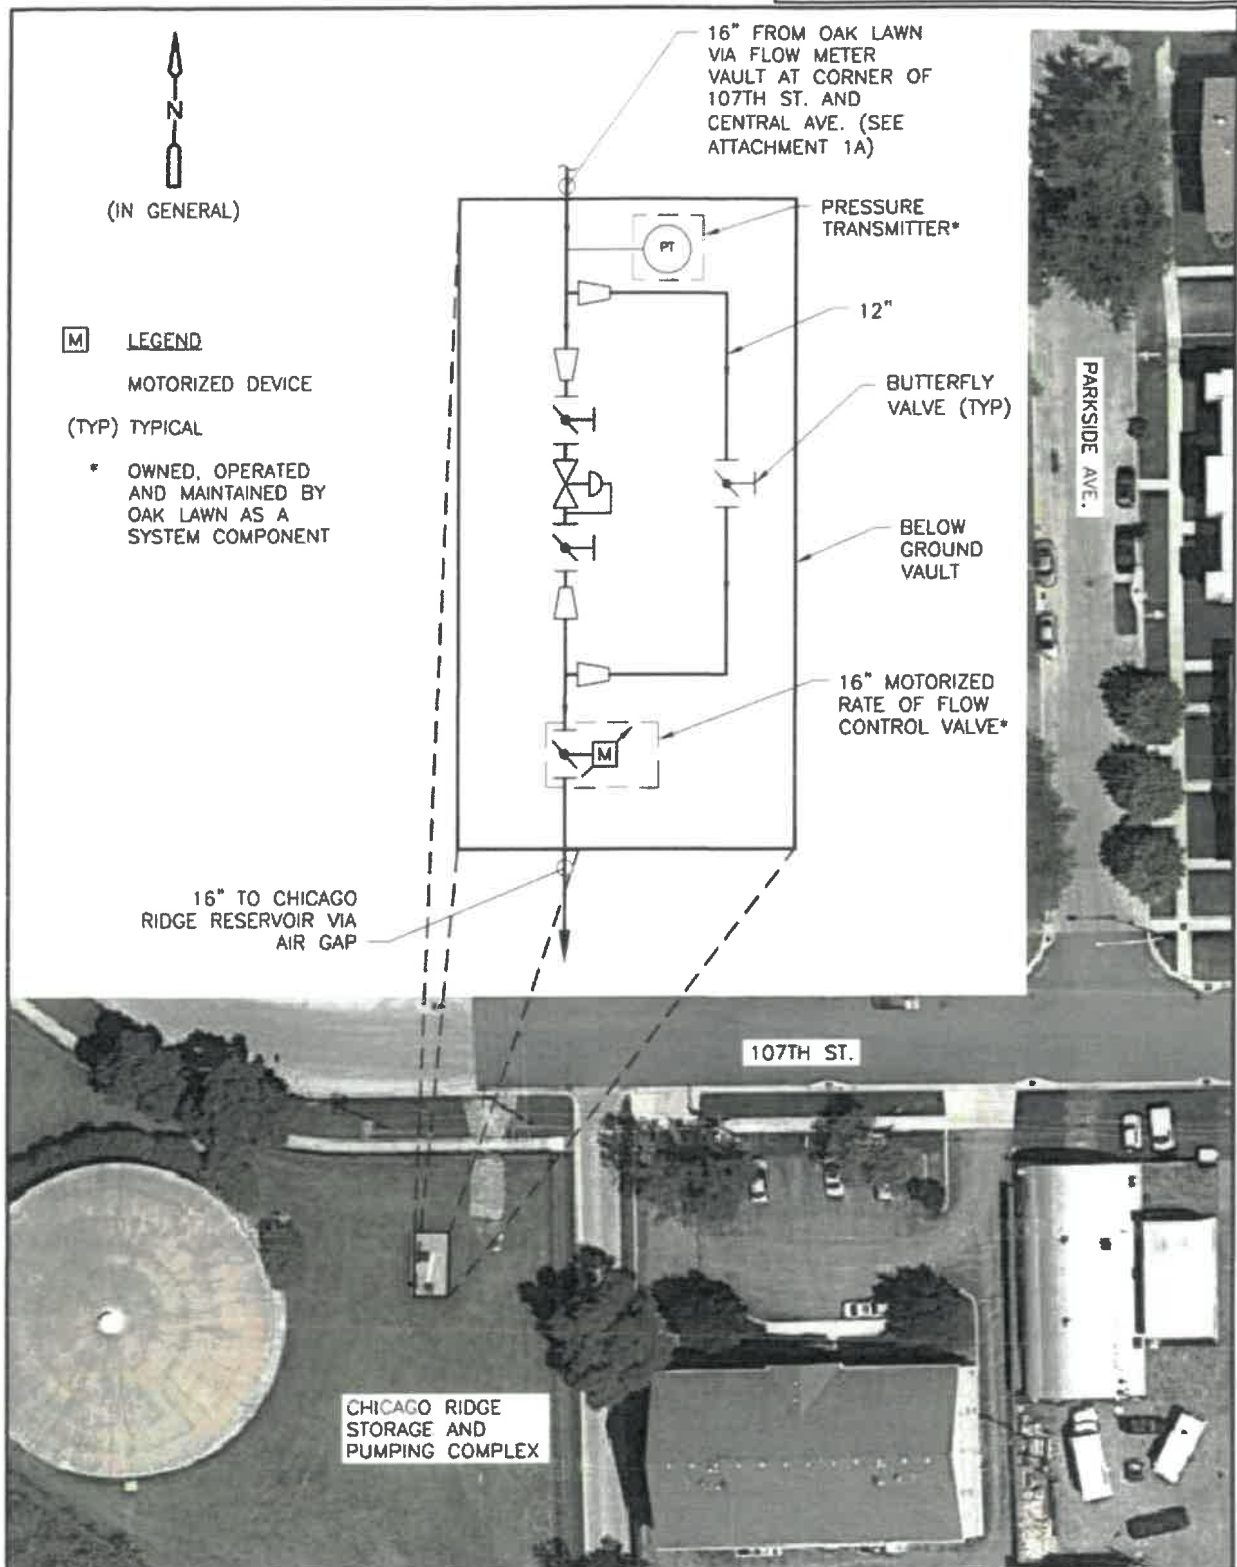 16" FROM OAK LAWN
VIA FLOW METER
VAULT AT CORNER OF
107TH ST. AND
CENTRAL AVE. (SEE
ATTACHMENT 1A)
N
(IN GENERAL)
PRESSURE
TRANSMITTER*
PT
12"
M LEGEND
MOTORIZED DEVICE
(TYP) TYPICAL
* OWNED, OPERATED
AND MAINTAINED BY
OAK LAWN AS A
SYSTEM COMPONENT
BUTTERFLY
VALVE (TYP)
PARKSIDE AVE.
BELOW
GROUND
VAULT
16" MOTORIZED
RATE OF FLOW
CONTROL VALVE*
M
16" TO CHICAGO
RIDGE RESERVOIR VIA
AIR GAP
107TH ST.
CHICAGO RIDGE
STORAGE AND
PUMPING COMPLEX